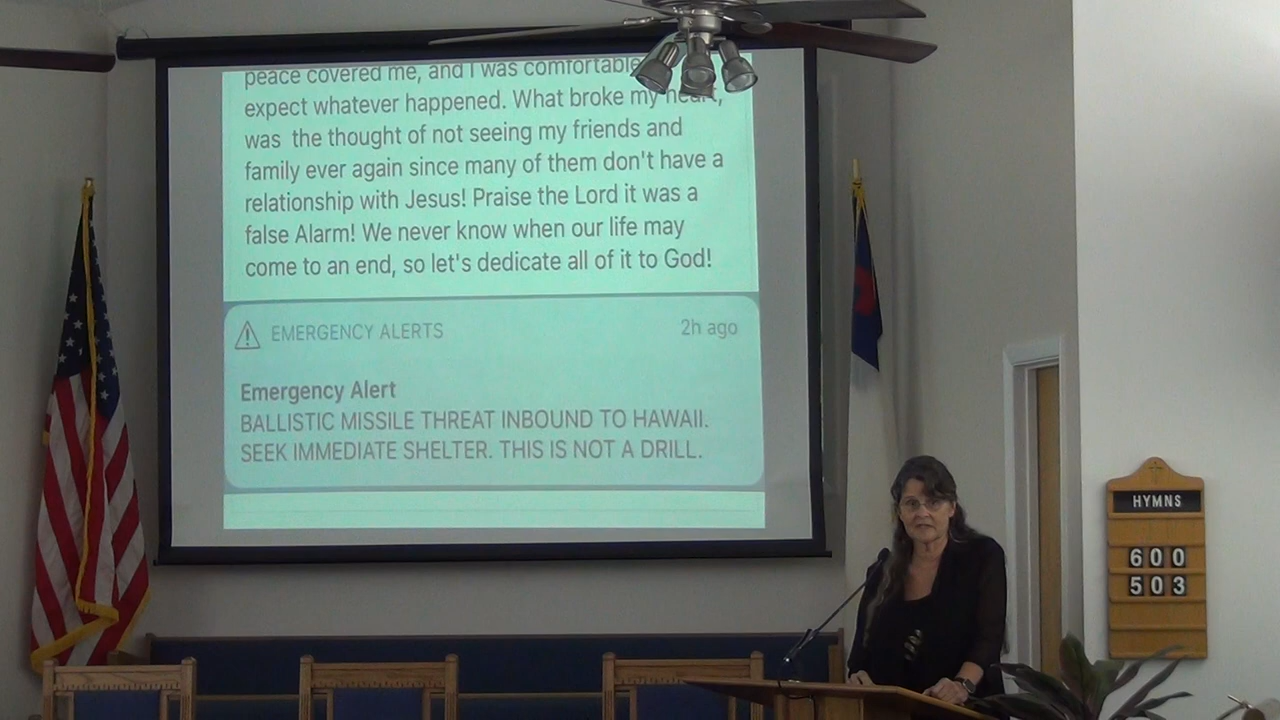 peace covered me, and I was comfortable
expect whatever happened. What broke my heart,
was the thought of not seeing my friends and
family ever again since many of them don't have a
relationship with Jesus! Praise the Lord it was a
false Alarm! We never know when our life may
come to an end, so let's dedicate all of it to God!
EMERGENCY ALERTS
2h ago
Emergency Alert
BALLISTIC MISSILE THREAT INBOUND TO HAWAII.
SEEK IMMEDIATE SHELTER. THIS IS NOT A DRILL.
HYMNS
600
503